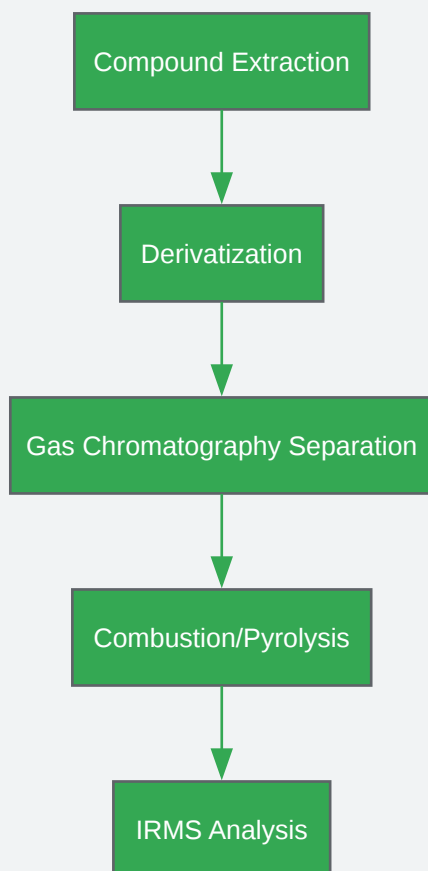 Compound Extraction
Derivatization
Gas Chromatography Separation
Combustion/Pyrolysis
IRMS Analysis